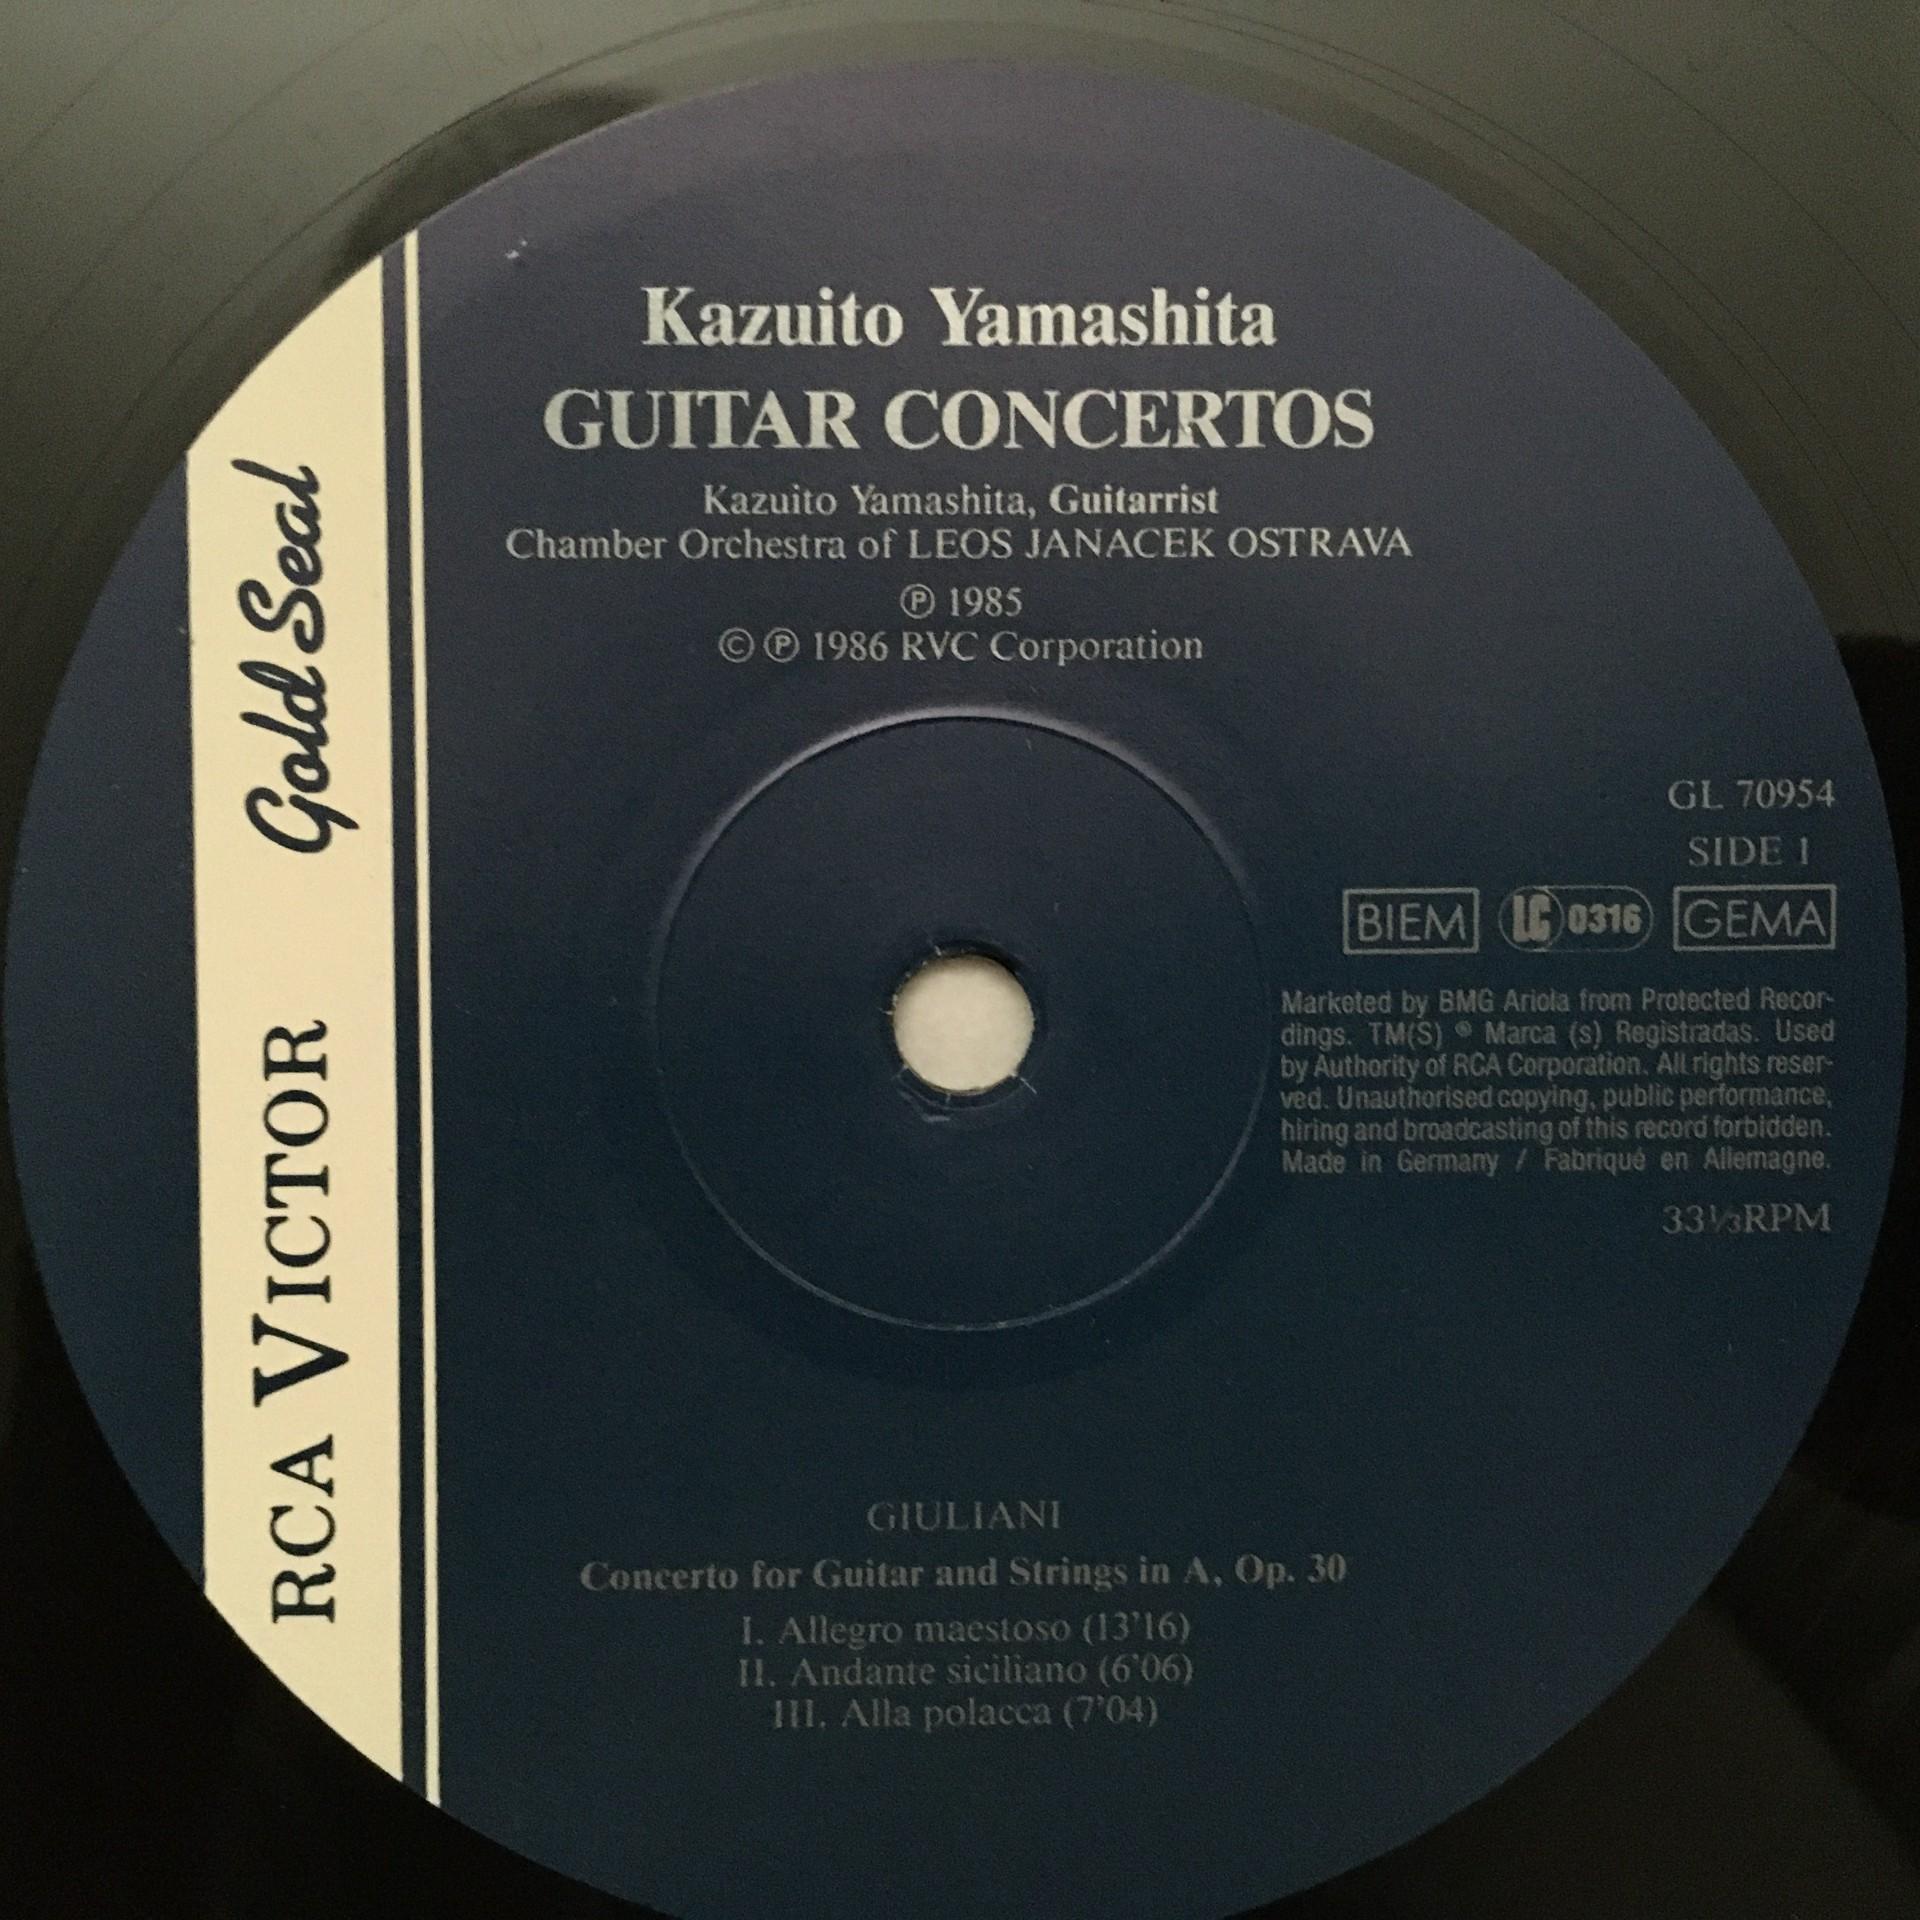 Kazuito Yamashita
GUITAR CONCERTOS
Kazuito Yamashita, Guitarrist
Chamber Orchestra of LEOS JANACEK OSTRAVA
℗ 1985
© ℗ 1986 RVC Corporation
RCA VICTOR Gold Seal
GL 70954
SIDE 1
BIEM LC 0316 GEMA
Marketed by BMG Ariola from Protected Recor-
dings. TM(S) ® Marca (s) Registradas. Used
by Authority of RCA Corporation. All rights reser-
ved. Unauthorised copying, public performance,
hiring and broadcasting of this record forbidden.
Made in Germany / Fabriqué en Allemagne.
33⅓RPM
GIULIANI
Concerto for Guitar and Strings in A, Op. 30
I. Allegro maestoso (13'16)
II. Andante siciliano (6'06)
III. Alla polacca (7'04)